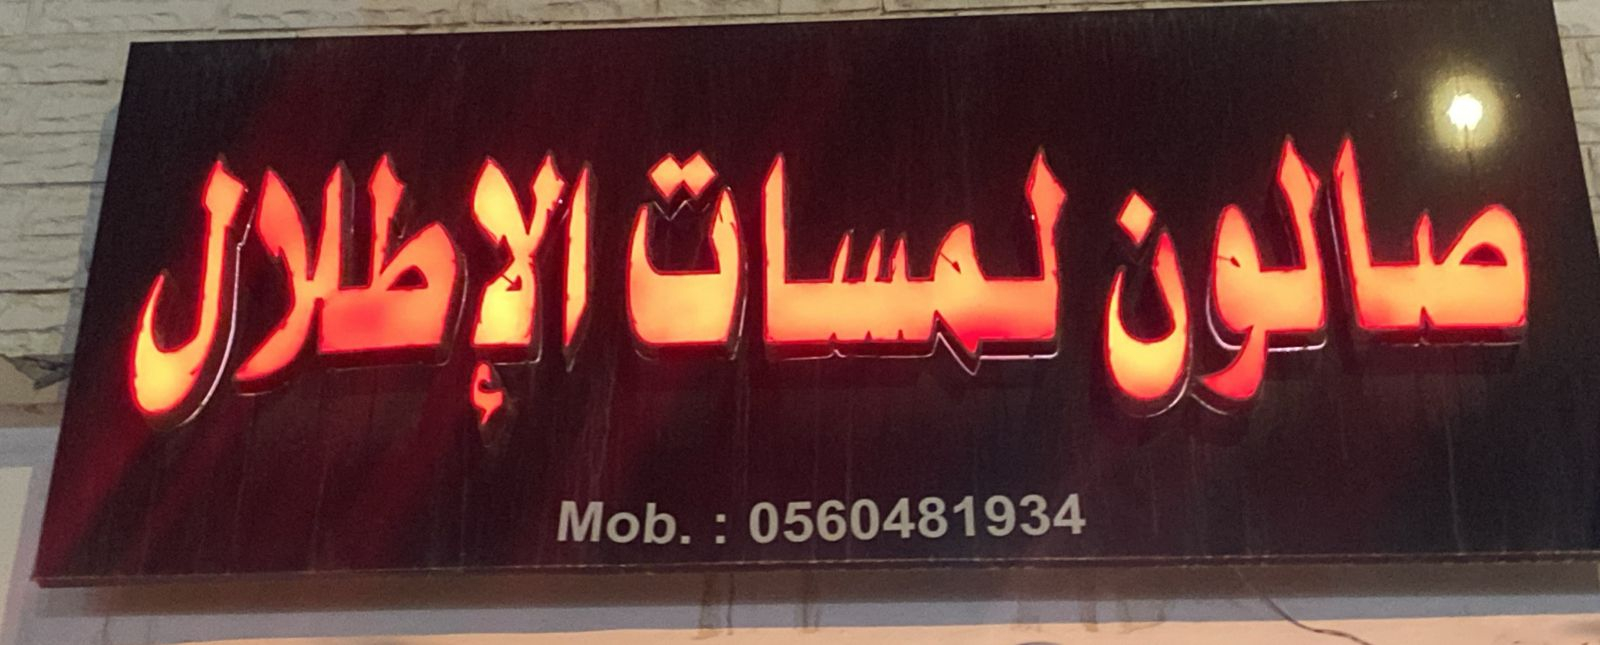 صالون لمسات الإطلال
Mob. : 0560481934